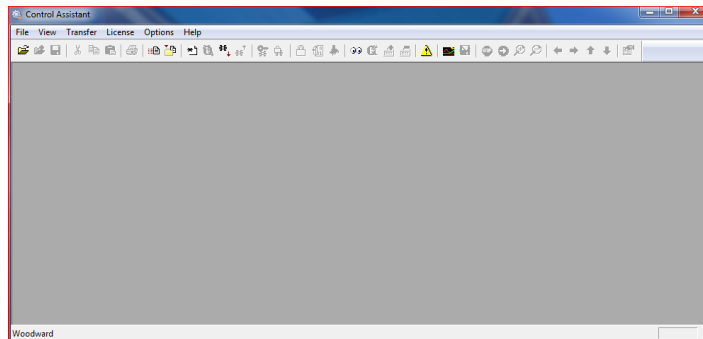 Control Assistant
File View Transfer License Options Help
Woodward